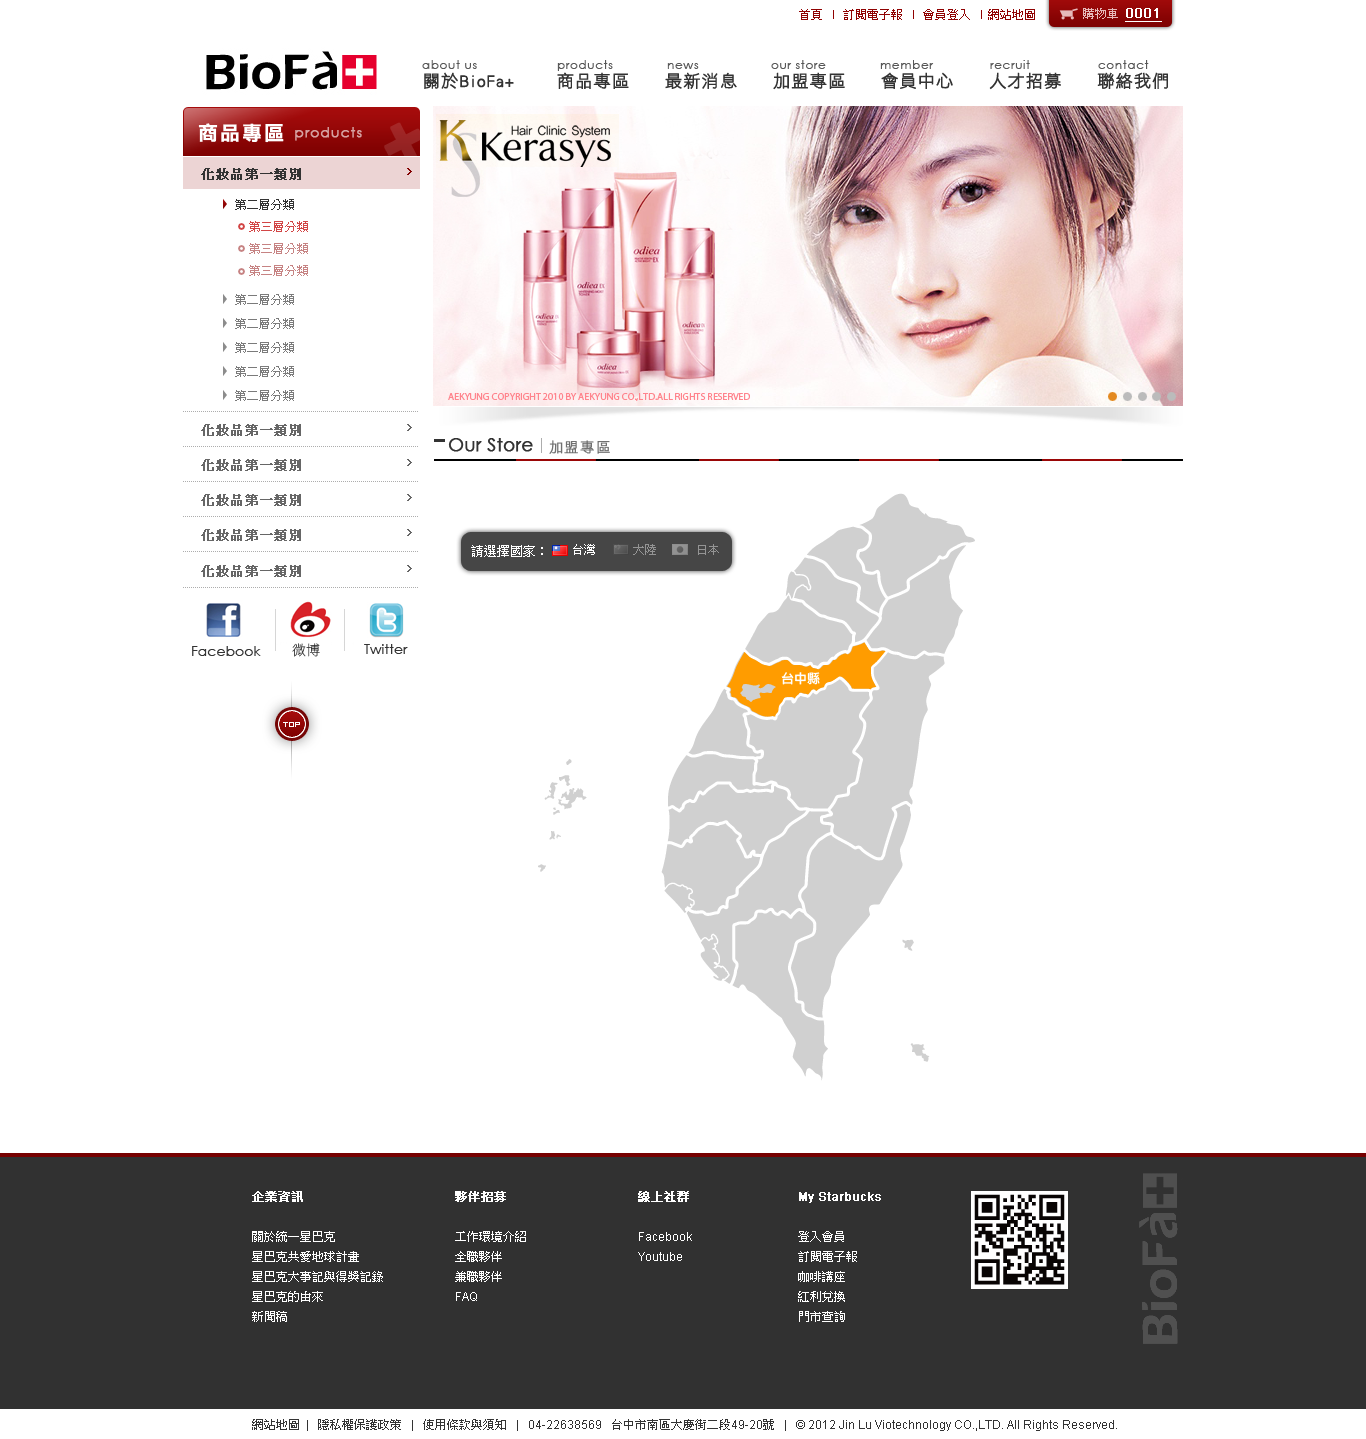 首頁 | 訂閱電子報 | 會員登入 | 網站地圖 購物車 0001
BioFà+
about us products news our store member recruit contact
關於BioFa+ 商品專區 最新消息 加盟專區 會員中心 人才招募 聯絡我們
商品專區 products
化妝品第一類別
第二層分類
第三層分類
第三層分類
第三層分類
第二層分類
第二層分類
第二層分類
第二層分類
第二層分類
化妝品第一類別
化妝品第一類別
化妝品第一類別
化妝品第一類別
化妝品第一類別
Facebook 微博 Twitter
TOP
Hair Clinic System
KS Kerasys
odiea
odiea
odiea
odiea
odiea
AEKYUNG COPYRIGHT 2010 BY AEKYUNG CO.,LTD.ALL RIGHTS RESERVED
Our Store 加盟專區
請選擇國家: 台灣 大陸 日本
台中縣
企業資訊
關於統一星巴克
星巴克共愛地球計畫
星巴克大事記與得獎記錄
星巴克的由來
新聞稿
夥伴招募
工作環境介紹
全職夥伴
兼職夥伴
FAQ
線上社群
Facebook
Youtube
My Starbucks
登入會員
訂閱電子報
咖啡講座
紅利兌換
門市查詢
BioFà+
網站地圖 | 隱私權保護政策 | 使用條款與須知 | 04-22638569 台中市南區大慶街二段49-20號 | © 2012 Jin Lu Viotechnology CO.,LTD. All Rights Reserved.